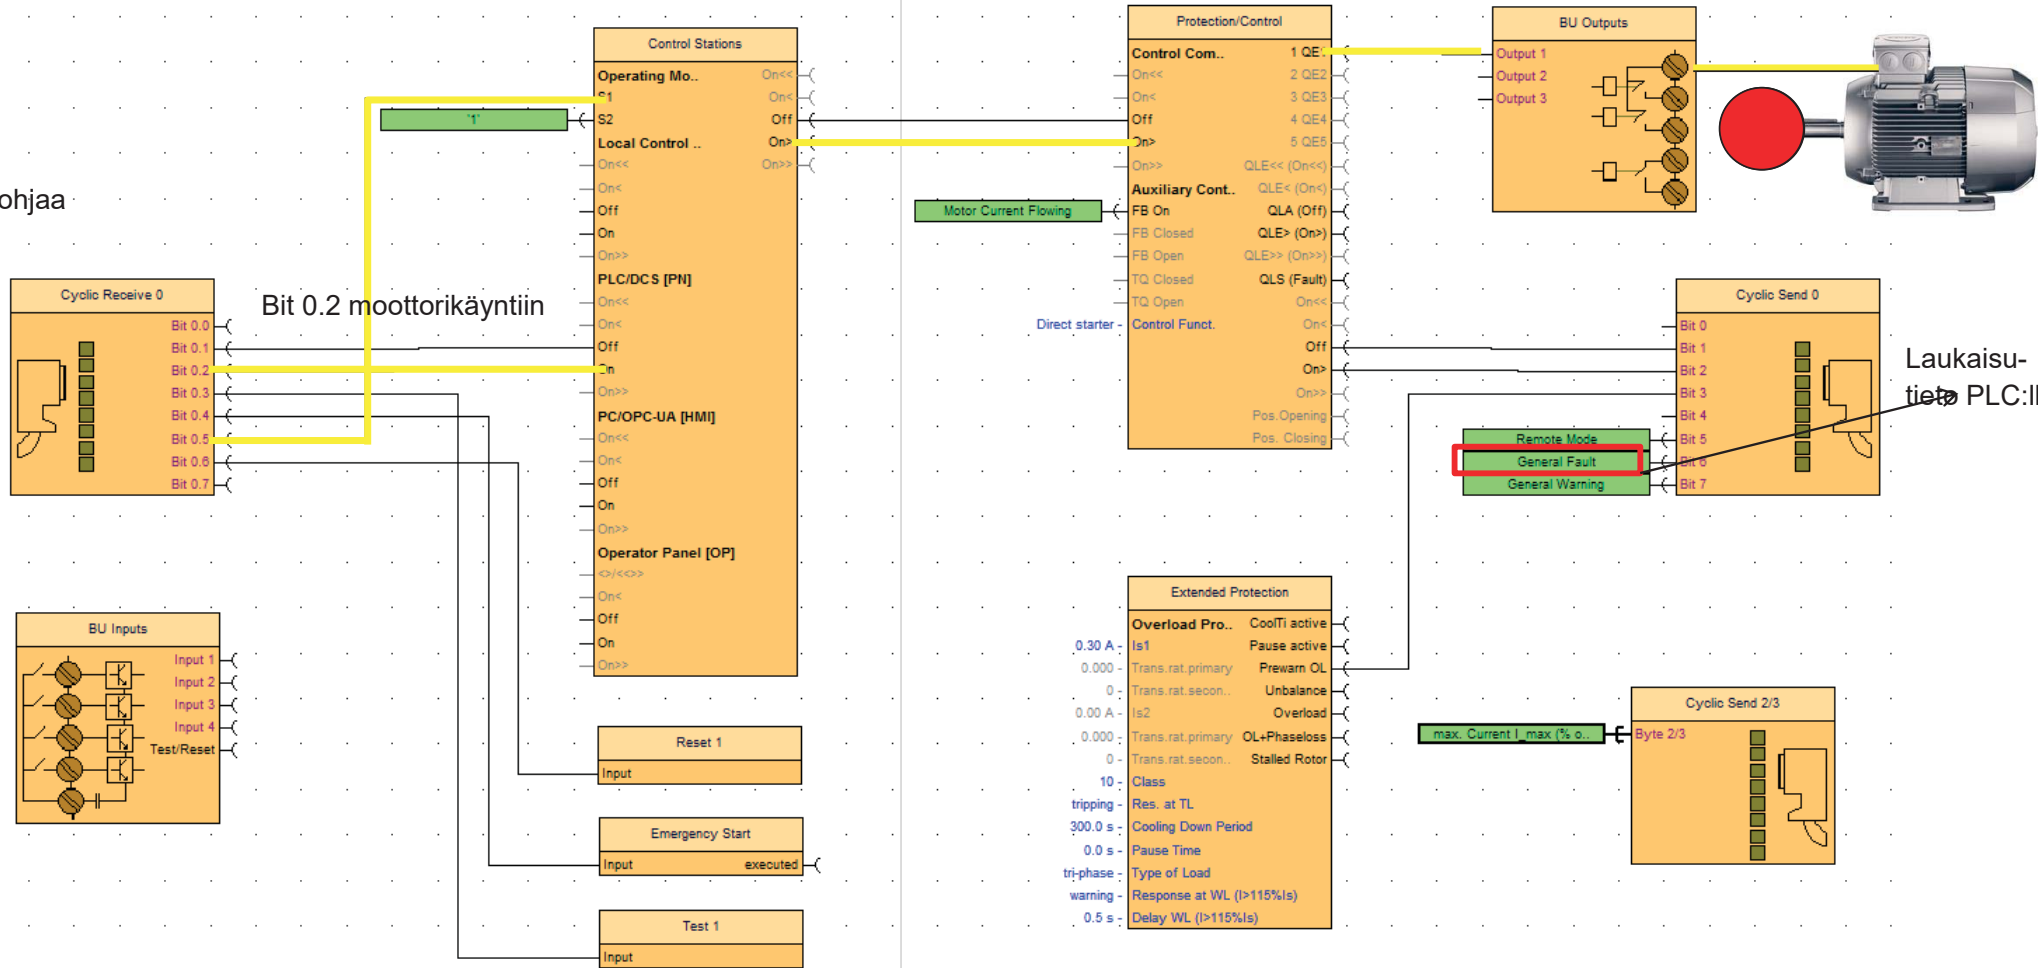 ohjaa
Cyclic Receive 0
Bit 0.0
Bit 0.1
Bit 0.2
Bit 0.3
Bit 0.4
Bit 0.5
Bit 0.6
Bit 0.7
Bit 0.2 moottorikäyntiin
BU Inputs
Input 1
Input 2
Input 3
Input 4
Test/Reset
'1'
Control Stations
Operating Mo.. On<<
S1 On<
S2 Off
Local Control .. On>
On<< On>>
On<
Off
On
On>>
PLC/DCS [PN]
On<<
On<
Off
On
On>>
PC/OPC-UA [HMI]
On<<
On<
Off
On
On>>
Operator Panel [OP]
<>/<<>>
On<
Off
On
On>>
Reset 1
Input
Emergency Start
Input executed
Test 1
Input
Protection/Control
Control Com.. 1 QE1
On<< 2 QE2
On< 3 QE3
Off 4 QE4
On> 5 QE5
On>> QLE<< (On<<)
Auxiliary Cont.. QLE< (On<)
Motor Current Flowing FB On QLA (Off)
FB Closed QLE> (On>)
FB Open QLE>> (On>>)
TQ Closed QLS (Fault)
TQ Open On<<
Direct starter - Control Funct. On<
Off
On>
On>>
Pos.Opening
Pos. Closing
Extended Protection
Overload Pro.. CoolTi active
0.30 A - Is1 Pause active
0.000 - Trans.rat.primary Prewarn OL
0 - Trans.rat.secon.. Unbalance
0.00 A - Is2 Overload
0.000 - Trans.rat.primary OL+Phaseloss
0 - Trans.rat.secon.. Stalled Rotor
10 - Class
tripping - Res. at TL
300.0 s - Cooling Down Period
0.0 s - Pause Time
tri-phase - Type of Load
warning - Response at WL (I>115%Is)
0.5 s - Delay WL (I>115%Is)
BU Outputs
Output 1
Output 2
Output 3
Cyclic Send 0
Bit 0
Bit 1
Bit 2
Bit 3
Bit 4
Remote Mode Bit 5
General Fault Bit 6
General Warning Bit 7
Laukaisu-
tieto PLC:ll
Cyclic Send 2/3
max. Current I_max (% o.. Byte 2/3